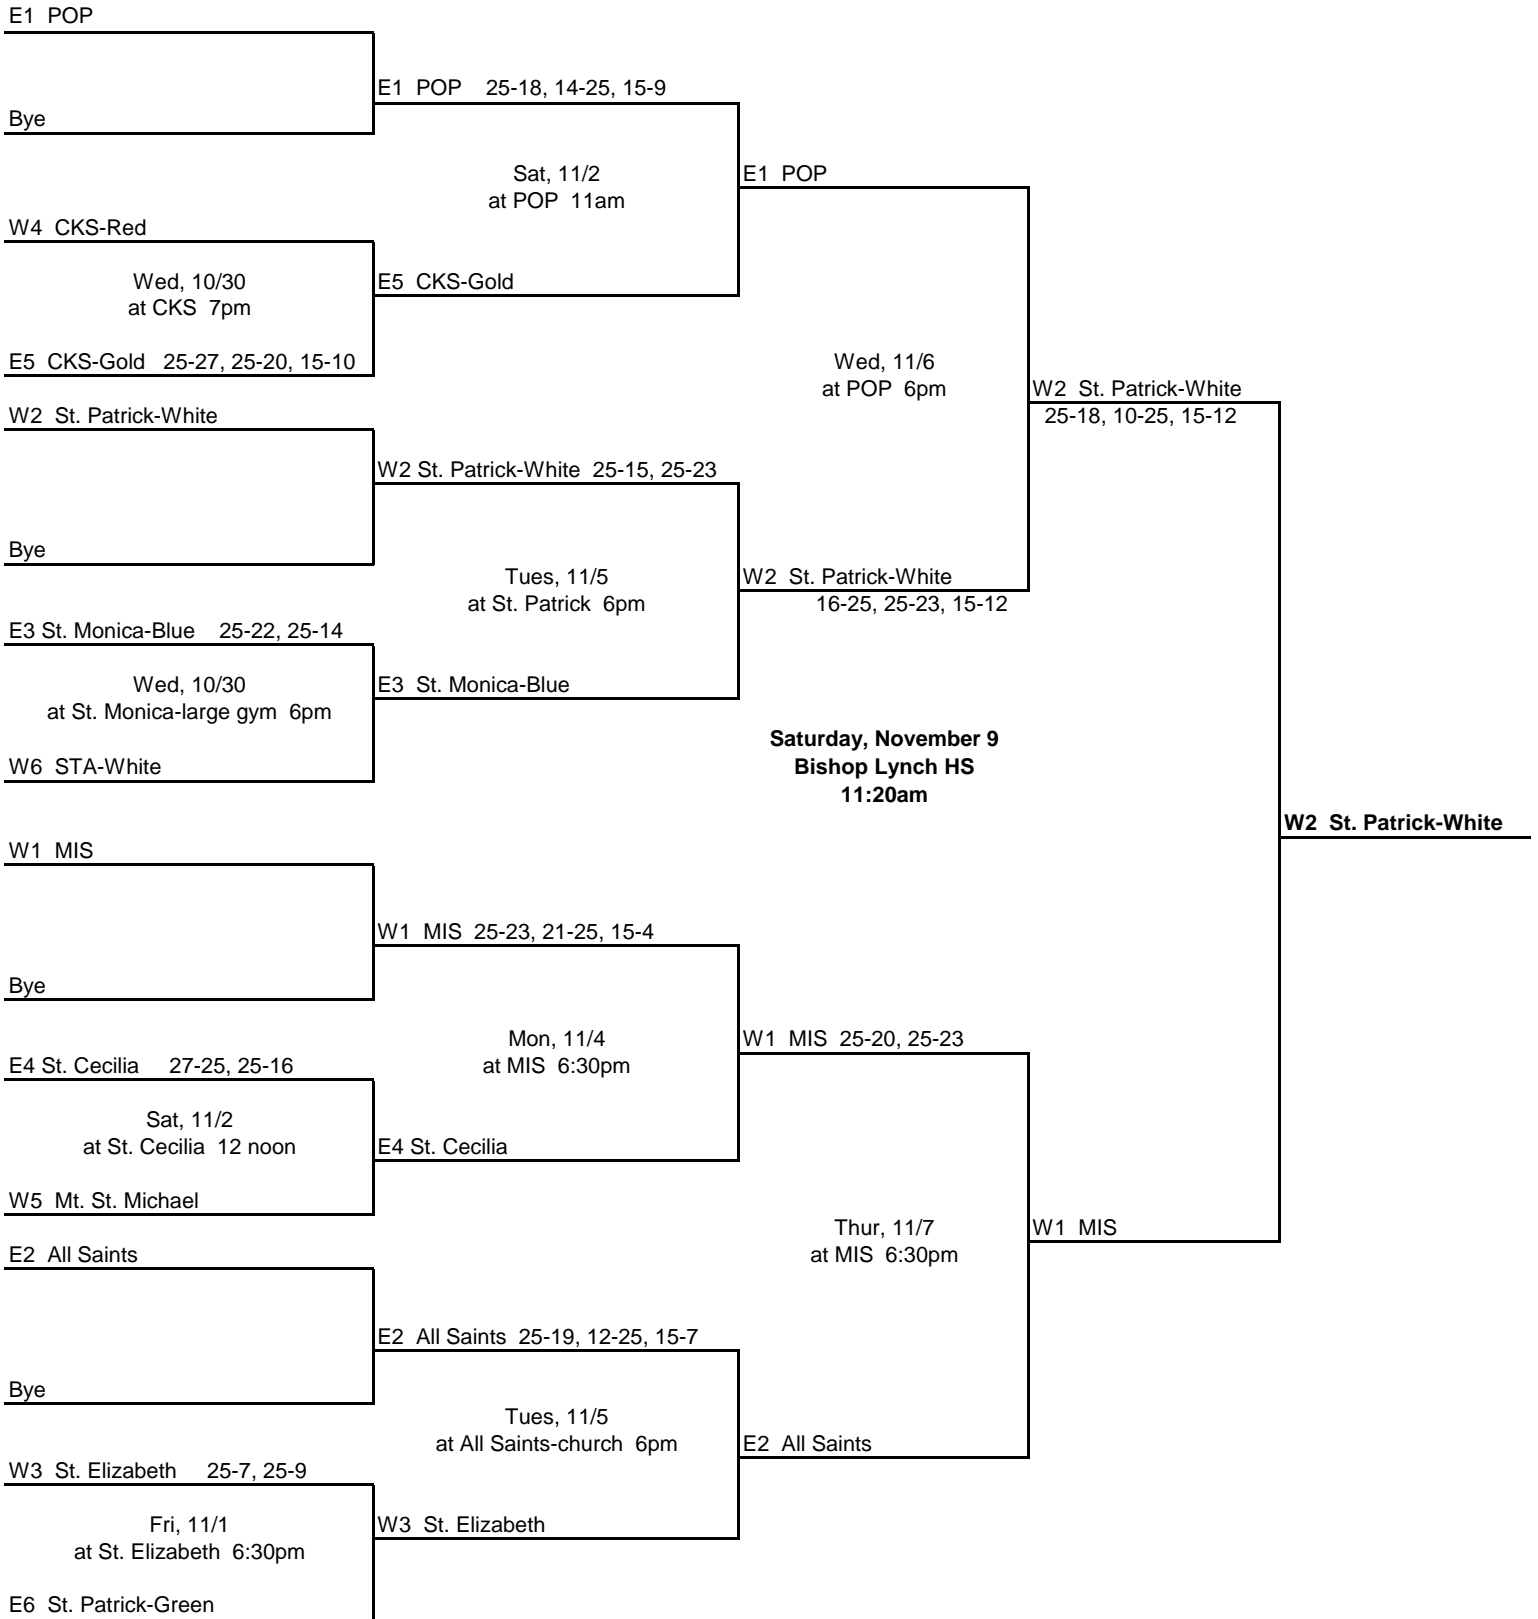 E1 POP
E1 POP 25-18, 14-25, 15-9
Bye
Sat, 11/2
at POP 11am
E1 POP
W4 CKS-Red
Wed, 10/30
at CKS 7pm
E5 CKS-Gold
E5 CKS-Gold 25-27, 25-20, 15-10
Wed, 11/6
at POP 6pm
W2 St. Patrick-White
25-18, 10-25, 15-12
W2 St. Patrick-White
W2 St. Patrick-White 25-15, 25-23
Bye
Tues, 11/5
at St. Patrick 6pm
W2 St. Patrick-White
16-25, 25-23, 15-12
E3 St. Monica-Blue 25-22, 25-14
Wed, 10/30
at St. Monica-large gym 6pm
E3 St. Monica-Blue
W6 STA-White
Saturday, November 9
Bishop Lynch HS
11:20am
W2 St. Patrick-White
W1 MIS
W1 MIS 25-23, 21-25, 15-4
Bye
Mon, 11/4
at MIS 6:30pm
W1 MIS 25-20, 25-23
E4 St. Cecilia 27-25, 25-16
Sat, 11/2
at St. Cecilia 12 noon
E4 St. Cecilia
W5 Mt. St. Michael
Thur, 11/7
at MIS 6:30pm
W1 MIS
E2 All Saints
E2 All Saints 25-19, 12-25, 15-7
Bye
Tues, 11/5
at All Saints-church 6pm
E2 All Saints
W3 St. Elizabeth 25-7, 25-9
Fri, 11/1
at St. Elizabeth 6:30pm
W3 St. Elizabeth
E6 St. Patrick-Green